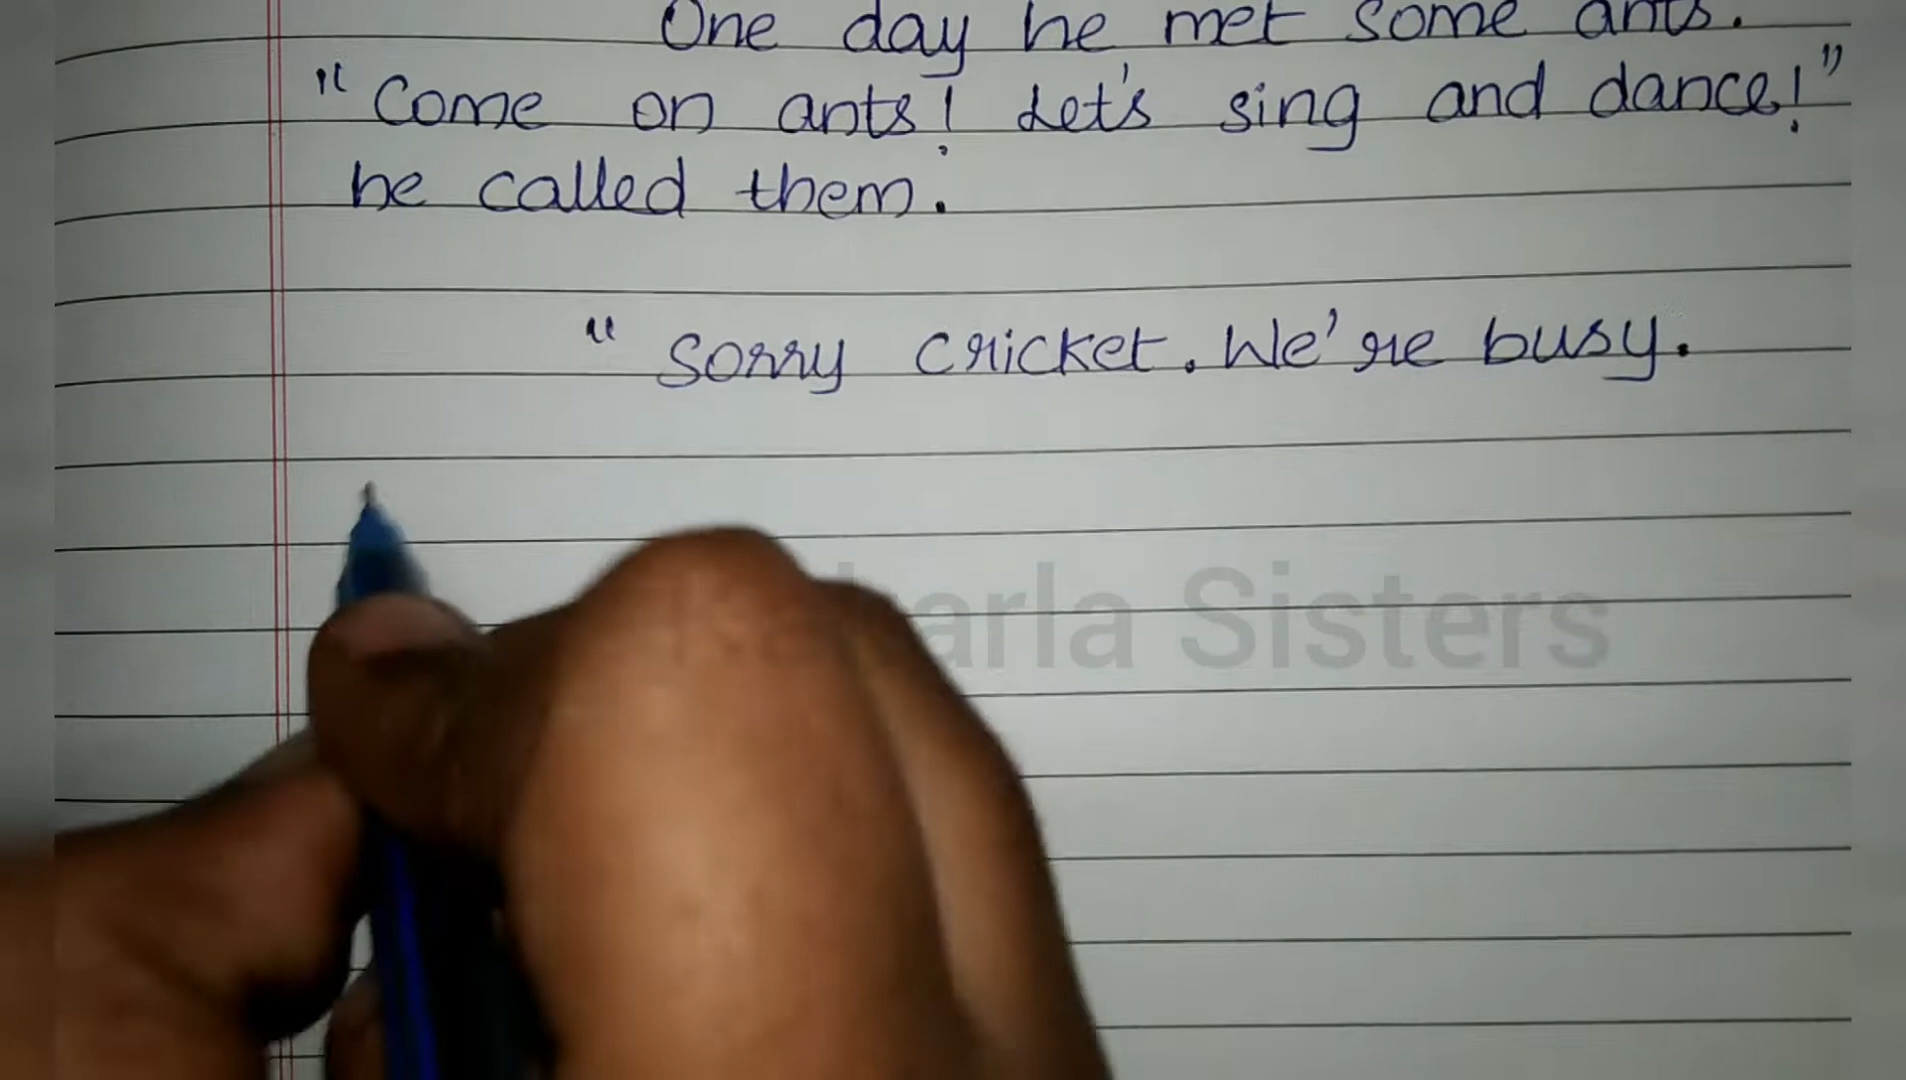 One day he met some ants.
"Come on ants! Let's sing and dance!"
he called them.
"Sorry cricket. We're busy.
Sisters